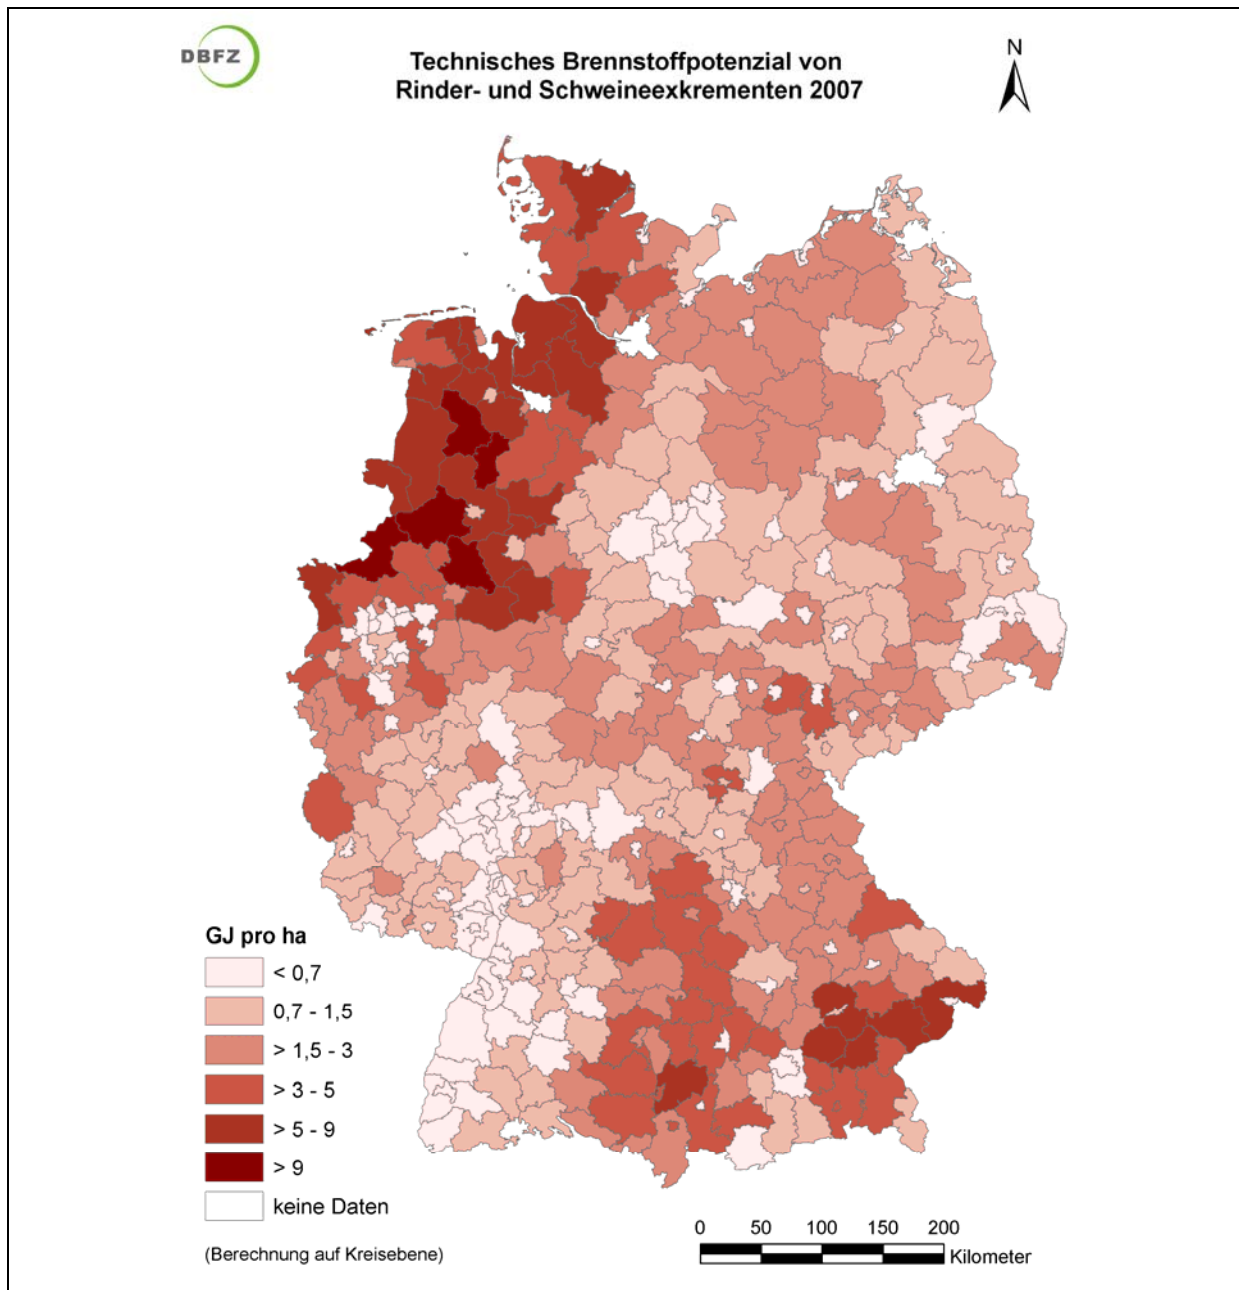 DBFZ
Technisches Brennstoffpotenzial von
Rinder- und Schweineexkrementen 2007
N
GJ pro ha
< 0,7
0,7 - 1,5
> 1,5 - 3
> 3 - 5
> 5 - 9
> 9
keine Daten
(Berechnung auf Kreisebene)
0 50 100 150 200
Kilometer